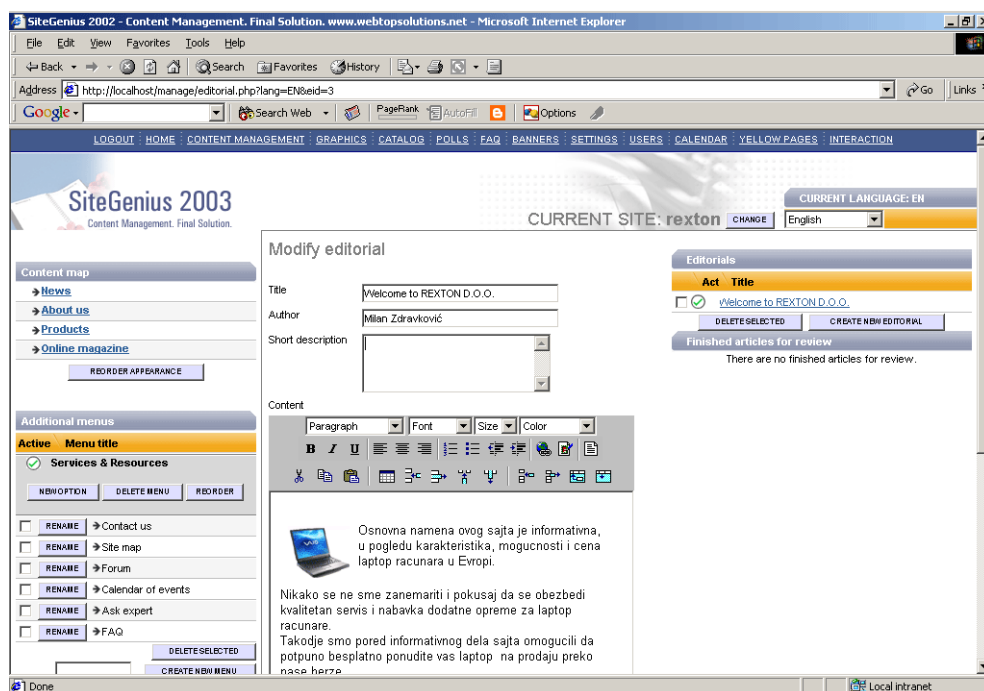 SiteGenius 2002 - Content Management. Final Solution. www.webtopsolutions.net - Microsoft Internet Explorer
File Edit View Favorites Tools Help
Back Search Favorites History
Address http://localhost/manage/editorial.php?lang=EN&eid=3 Go Links
Google Search Web PageRank AutoFill Options
LOGOUT HOME CONTENT MANAGEMENT GRAPHICS CATALOG POLLS FAQ BANNERS SETTINGS USERS CALENDAR YELLOW PAGES INTERACTION
SiteGenius 2003
Content Management. Final Solution.
CURRENT SITE: rexton CHANGE
CURRENT LANGUAGE: EN
English
Content map
News
About us
Products
Online magazine
REORDER APPEARANCE
Additional menus
Active Menu title
Services & Resources
NEW OPTION DELETE MENU REORDER
RENAME Contact us
RENAME Site map
RENAME Forum
RENAME Calendar of events
RENAME Ask expert
RENAME FAQ
DELETE SELECTED
CREATE NEW MENU
Modify editorial
Title Welcome to REXTON D.O.O.
Author Milan Zdravković
Short description
Content
Paragraph Font Size Color
B I U
Osnovna namena ovog sajta je informativna,
u pogledu karakteristika, mogucnosti i cena
laptop racunara u Evropi.
Nikako se ne sme zanemariti i pokusaj da se obezbedi
kvalitetan servis i nabavka dodatne opreme za laptop
racunare.
Takodje smo pored informativnog dela sajta omogucili da
potpuno besplatno ponudite vas laptop na prodaju preko
nase berze
Editorials
Act Title
Welcome to REXTON D.O.O.
DELETE SELECTED CREATE NEW EDITORIAL
Finished articles for review
There are no finished articles for review.
Done Local intranet